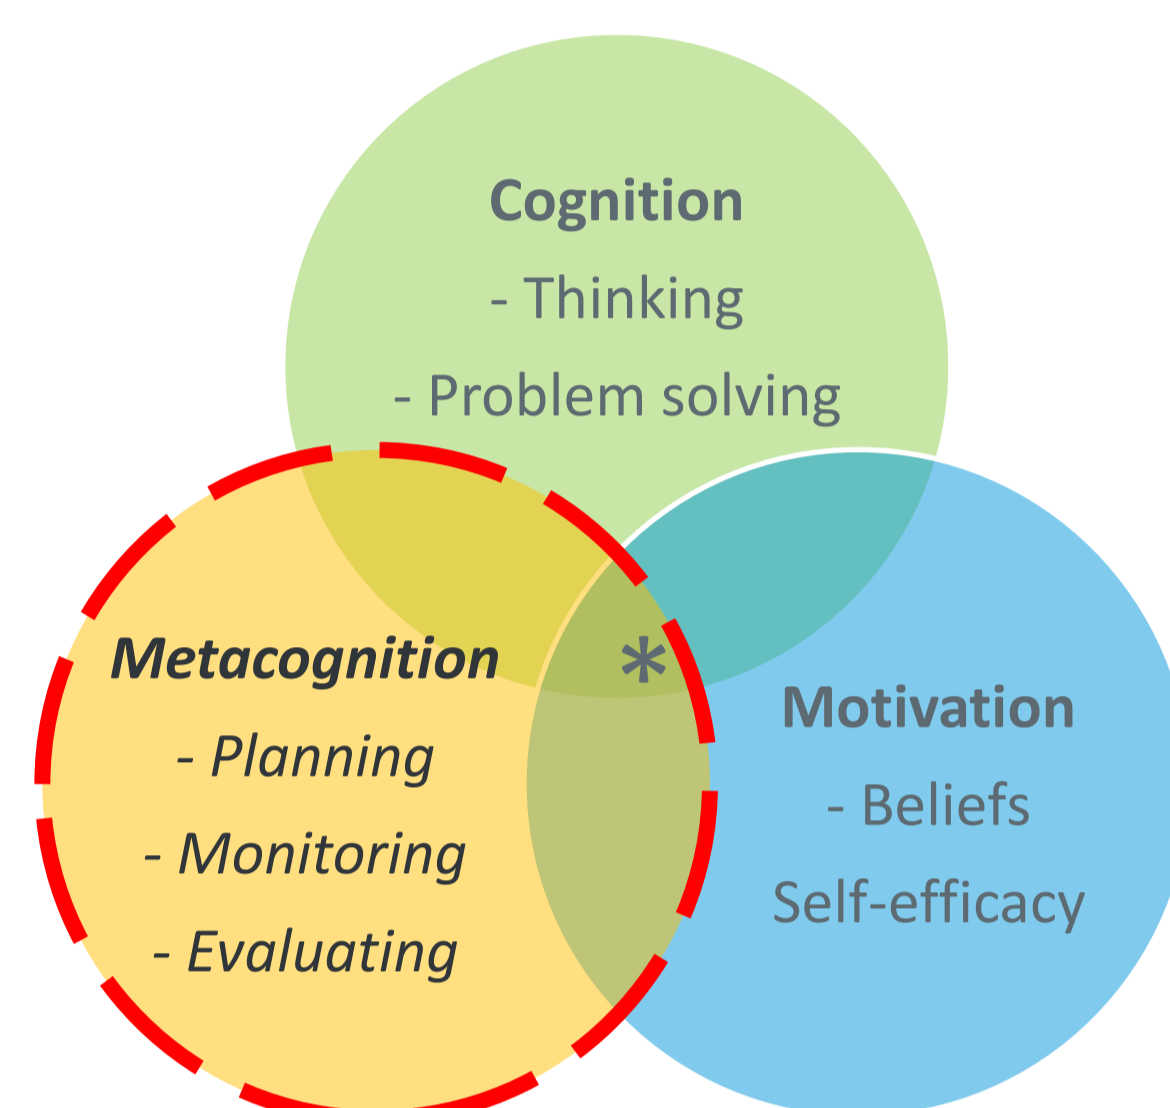 Cognition
- Thinking
- Problem solving
*
Metacognition
- Planning
- Monitoring
- Evaluating
Motivation
- Beliefs
Self-efficacy